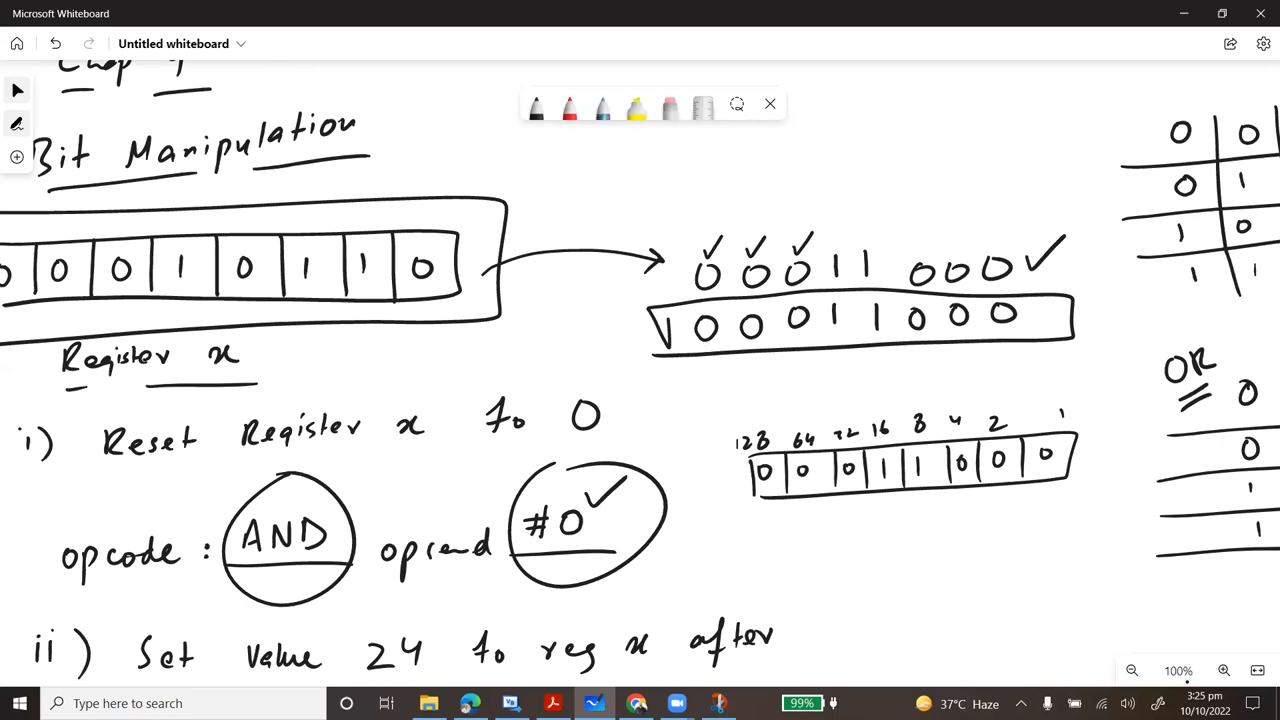 Microsoft Whiteboard
Untitled whiteboard
Chap
Bit Manipulation
0 0 0 1 0 1 1 0
0 0 0 1 1 0 0 0
1 0 0 0 1 1 0 0 0
Register x
0 0
0 1
1 0
1 1
i) Reset Register x to 0
128 64 32 16 8 4 2 1
0 0 0 1 1 0 0 0
OR
0
0
1
1
opcode : AND operand #0
ii) Set value 24 to reg x after
100%
Type here to search
99%
37°C Haze
3:25 pm
10/10/2022